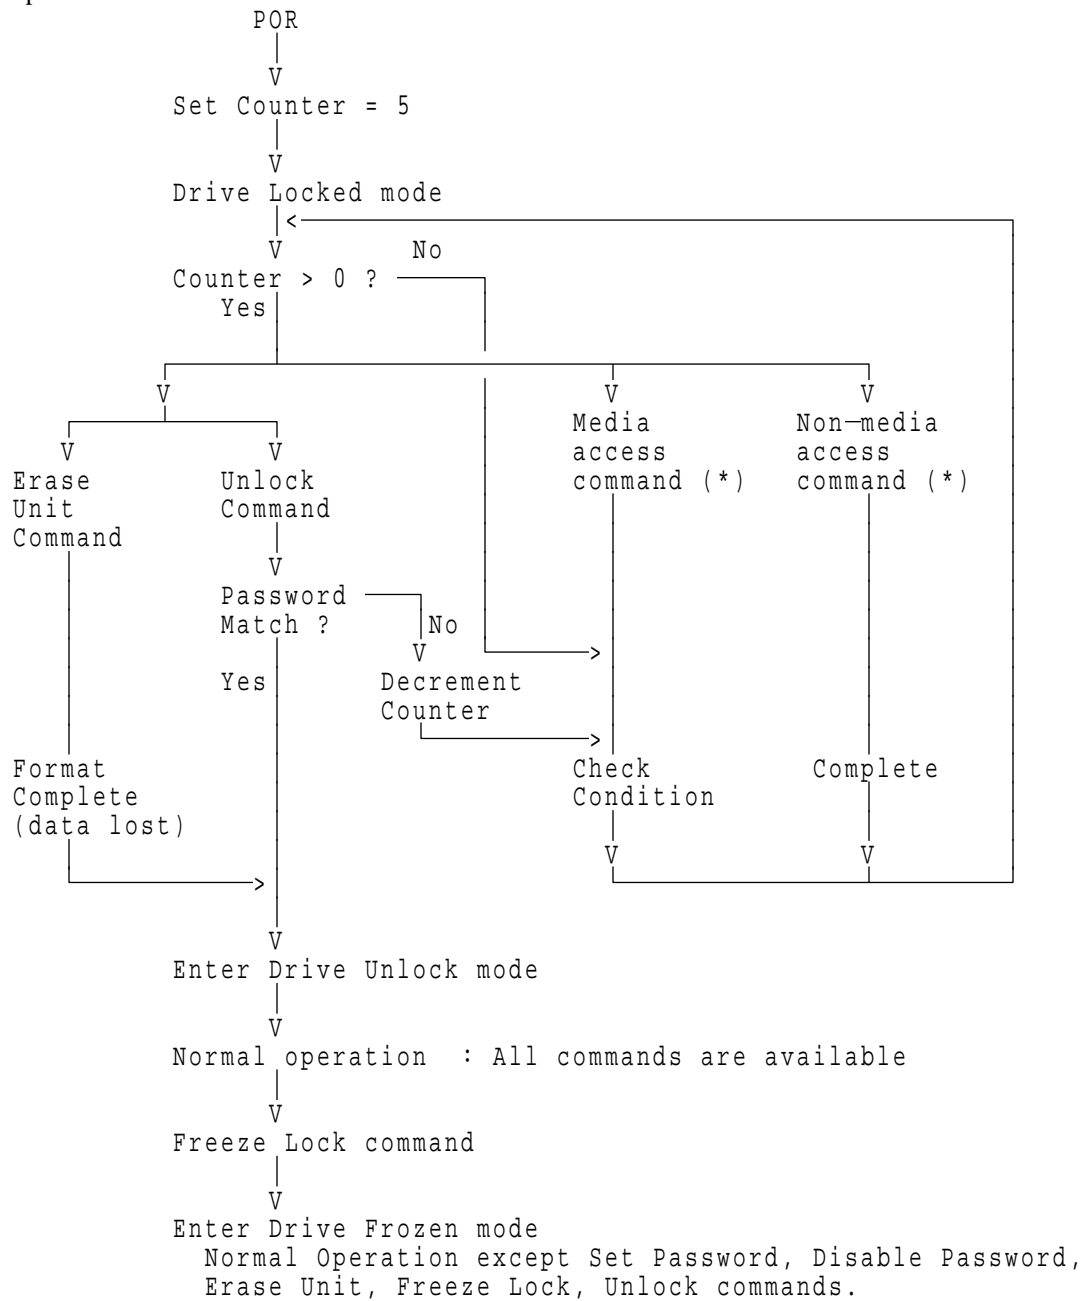 POR
V
Set Counter = 5
V
Drive Locked mode
<
V No
Counter > 0 ?
Yes
V V V
Media Non-media
V V access access
Erase Unlock command (*) command (*)
Unit Command
Command
V
Password
Match ? No
V >
Yes Decrement
Counter
>
Format Check Complete
Complete Condition
(data lost)
V V
>
V
Enter Drive Unlock mode
V
Normal operation : All commands are available
V
Freeze Lock command
V
Enter Drive Frozen mode
Normal Operation except Set Password, Disable Password,
Erase Unit, Freeze Lock, Unlock commands.